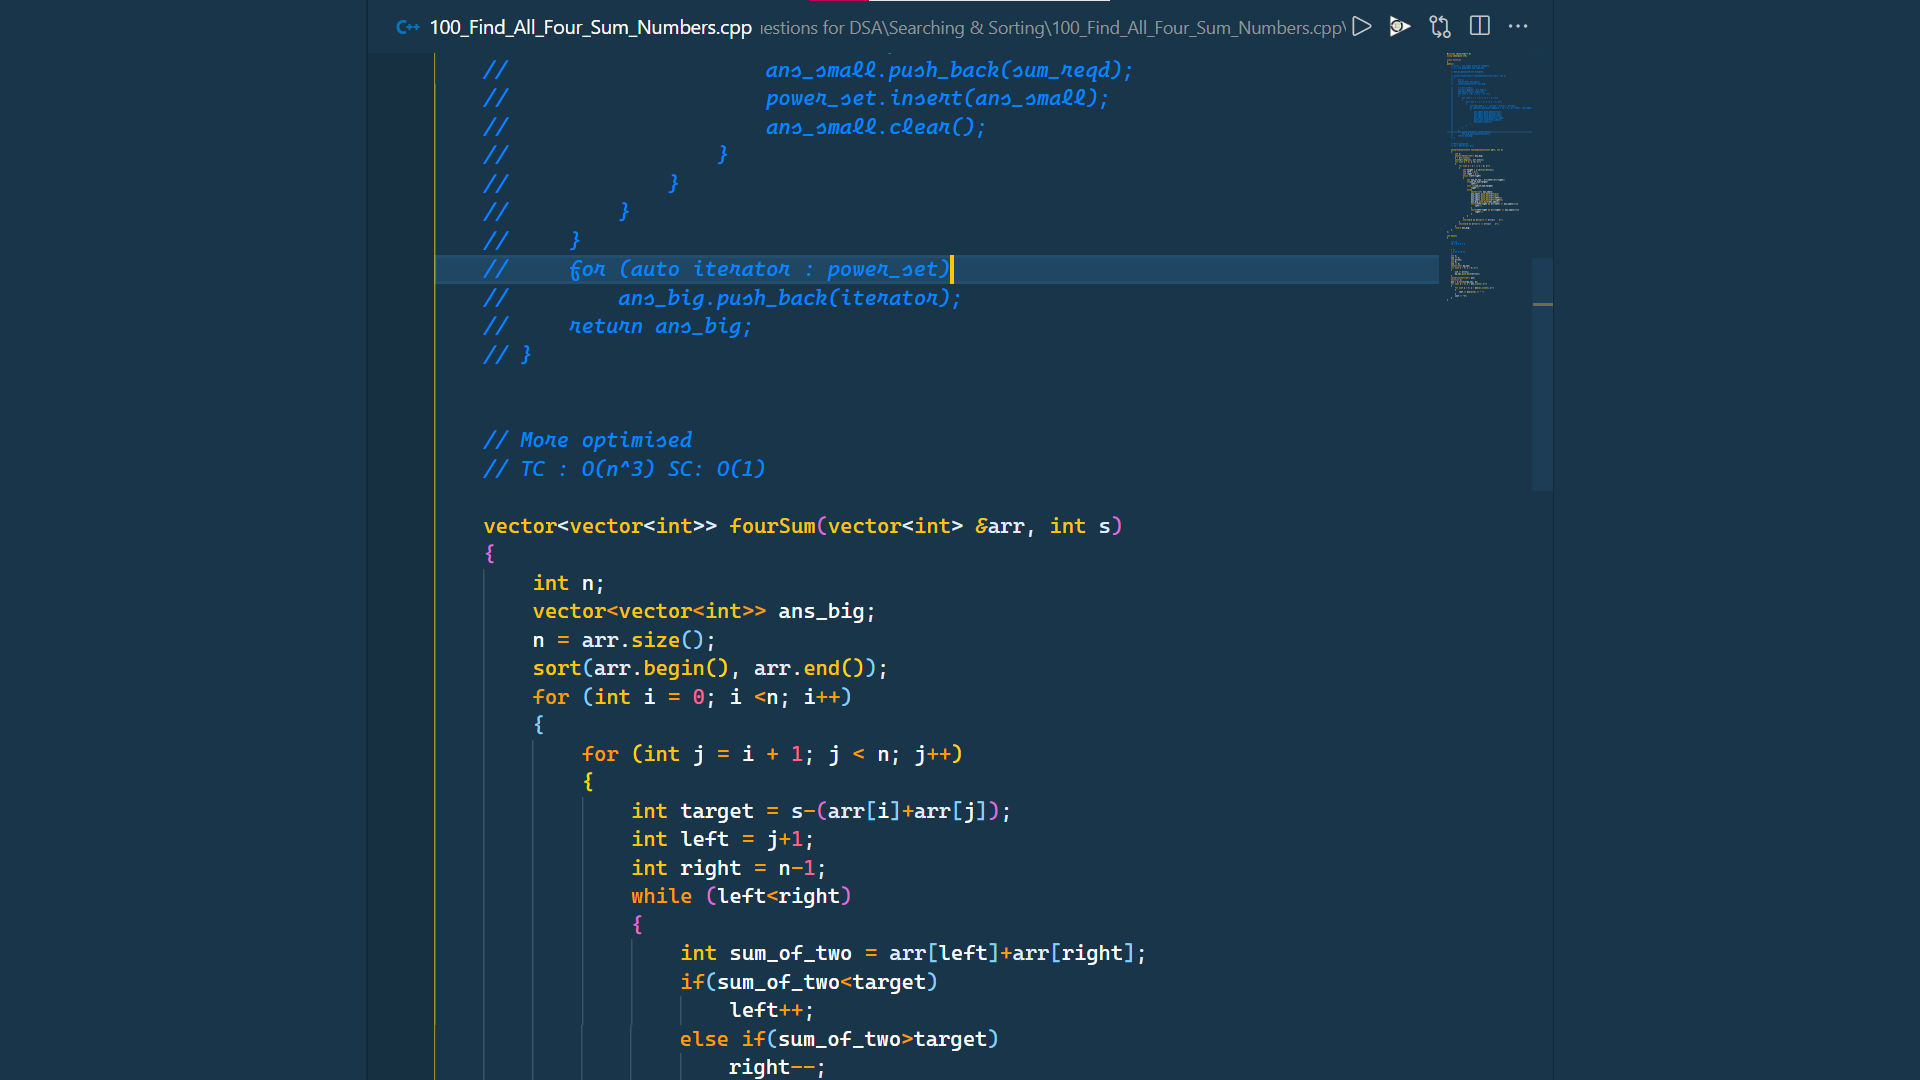 C++ 100_Find_All_Four_Sum_Numbers.cpp estions for DSA\Searching & Sorting\100_Find_All_Four_Sum_Numbers.cpp\
// ans_small.push_back(sum_reqd);
// power_set.insert(ans_small);
// ans_small.clear();
// }
// }
// }
// }
// for (auto iterator : power_set)
// ans_big.push_back(iterator);
// return ans_big;
// }
// More optimised
// TC : O(n^3) SC: O(1)
vector<vector<int>> fourSum(vector<int> &arr, int s)
{
int n;
vector<vector<int>> ans_big;
n = arr.size();
sort(arr.begin(), arr.end());
for (int i = 0; i <n; i++)
{
for (int j = i + 1; j < n; j++)
{
int target = s-(arr[i]+arr[j]);
int left = j+1;
int right = n-1;
while (left<right)
{
int sum_of_two = arr[left]+arr[right];
if(sum_of_two<target)
left++;
else if(sum_of_two>target)
right--;